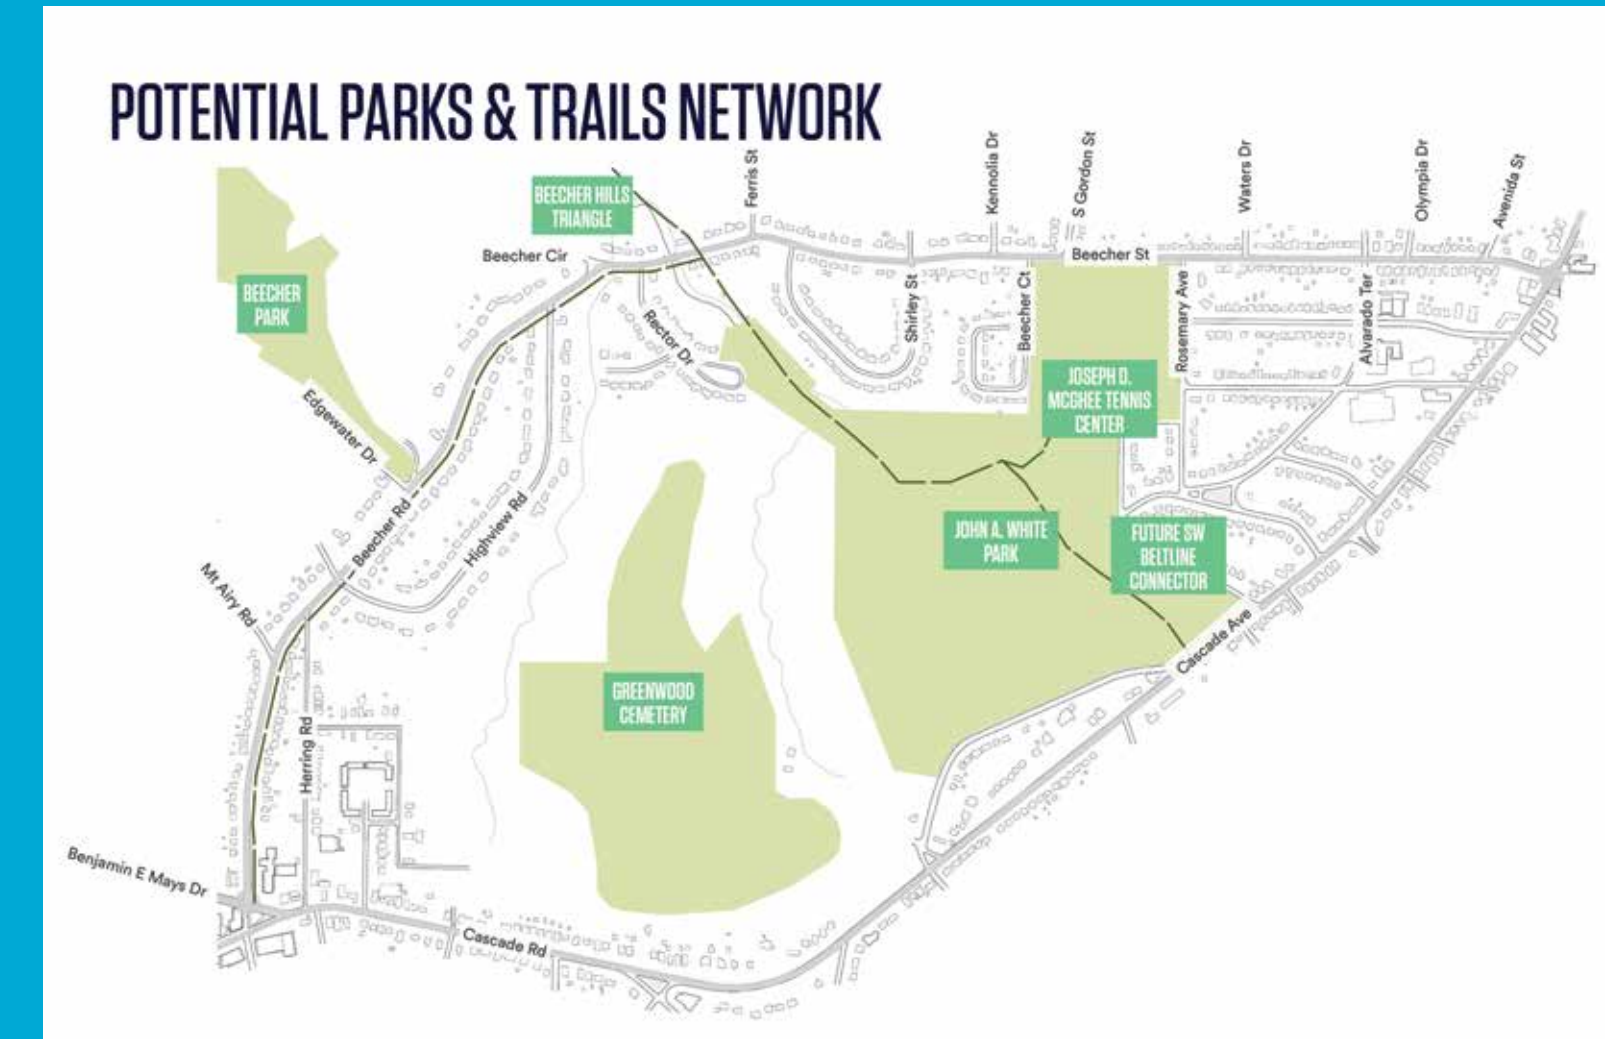 POTENTIAL PARKS & TRAILS NETWORK
Ferris St
Kennolia Dr
S Gordon St
Waters Dr
Olympia Dr
Avenida St
BEECHER HILLS
TRIANGLE
Beecher Cir
Beecher St
BEECHER
PARK
Rector Dr
Shirley St
Beecher Ct
Rosemary Ave
Alvarado Ter
JOSEPH D.
MCGHEE TENNIS
CENTER
Edgewater Dr
Beecher Rd
Highview Rd
JOHN A. WHITE
PARK
FUTURE SW
BELTLINE
CONNECTOR
Mt Airy Rd
Cascade Ave
GREENWOOD
CEMETERY
Herring Rd
Benjamin E Mays Dr
Cascade Rd